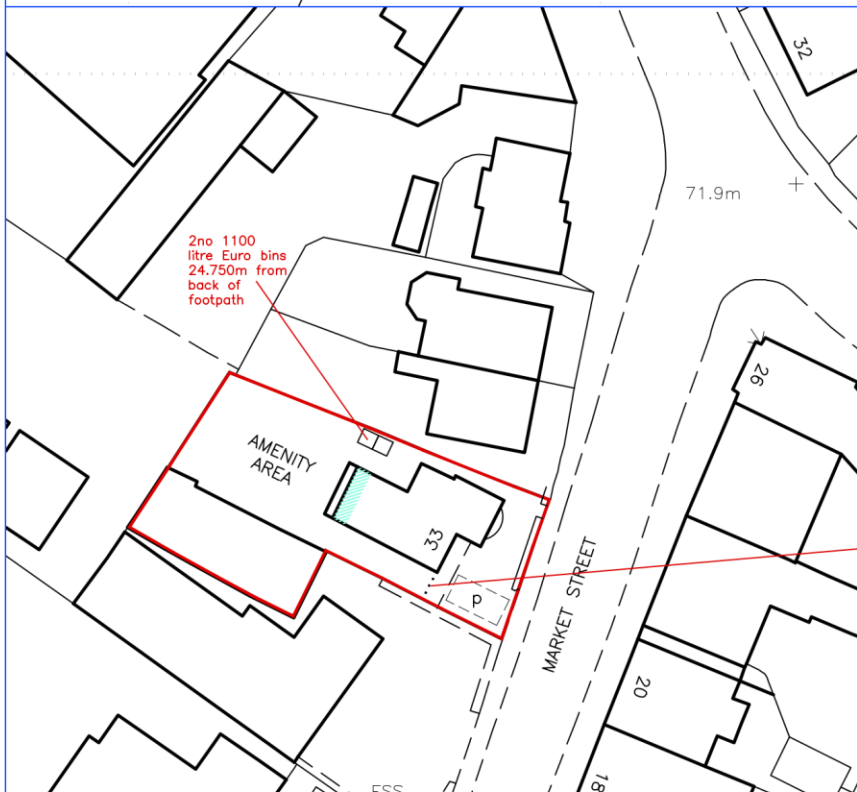 32
71.9m
2no 1100
litre Euro bins
24.750m from
back of
footpath
26
AMENITY
AREA
33
P
MARKET STREET
20
18
ESS